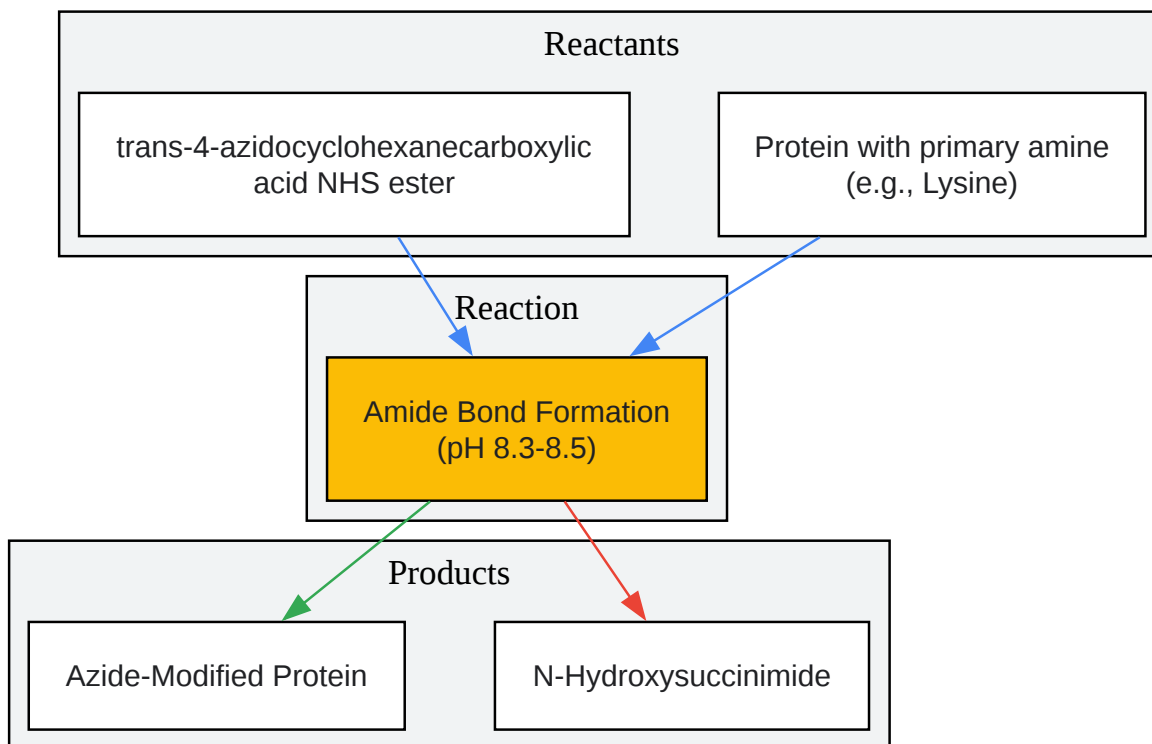 Reactants
trans-4-azidocyclohexanecarboxylic
acid NHS ester
Protein with primary amine
(e.g., Lysine)
Reaction
Amide Bond Formation
(pH 8.3-8.5)
Products
Azide-Modified Protein
N-Hydroxysuccinimide